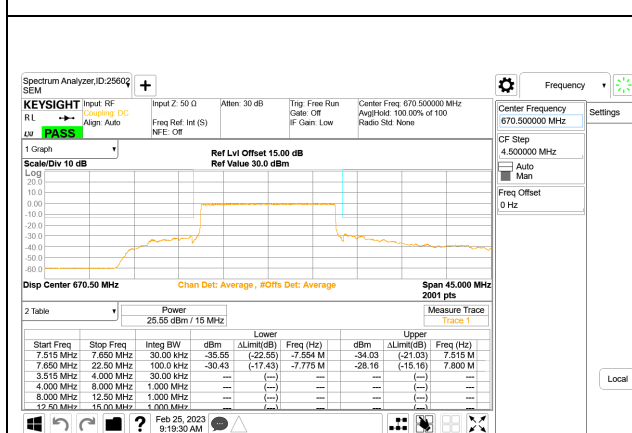 Spectrum Analyzer,ID:25602
SEM
+
Frequency
KEYSIGHT
RL
PASS
Input: RF
Coupling: DC
Align: Auto
Input Z: 50 Ω
Freq Ref: Int (S)
NFE: Off
Atten: 30 dB
Trig: Free Run
Gate: Off
IF Gain: Low
Center Freq: 670.500000 MHz
Avg|Hold: 100.00% of 100
Radio Std: None
Center Frequency
670.500000 MHz
Settings
CF Step
4.500000 MHz
Auto
Man
Freq Offset
0 Hz
Local
1 Graph
Scale/Div 10 dB
Ref Lvl Offset 15.00 dB
Ref Value 30.0 dBm
Log
20.0
10.0
0.00
-10.0
-20.0
-30.0
-40.0
-50.0
-60.0
Disp Center 670.50 MHz
Chan Det: Average, #Offs Det: Average
Span 45.000 MHz
2001 pts
2 Table
Power
25.55 dBm / 15 MHz
Measure Trace
Trace 1
Lower Upper
Start Freq Stop Freq Integ BW dBm ΔLimit(dB) Freq (Hz) dBm ΔLimit(dB) Freq (Hz)
7.515 MHz 7.650 MHz 30.00 kHz -35.55 (-22.55) -7.554 M -34.03 (-21.03) 7.515 M
7.650 MHz 22.50 MHz 100.0 kHz -30.43 (-17.43) -7.775 M -28.16 (-15.16) 7.800 M
3.515 MHz 4.000 MHz 30.00 kHz --- (---) --- --- (---) ---
4.000 MHz 8.000 MHz 1.000 MHz --- (---) --- --- (---) ---
8.000 MHz 12.50 MHz 1.000 MHz --- (---) --- --- (---) ---
12.50 MHz 15.00 MHz 1.000 MHz --- (---) --- --- (---) ---
?
Feb 25, 2023
9:19:30 AM